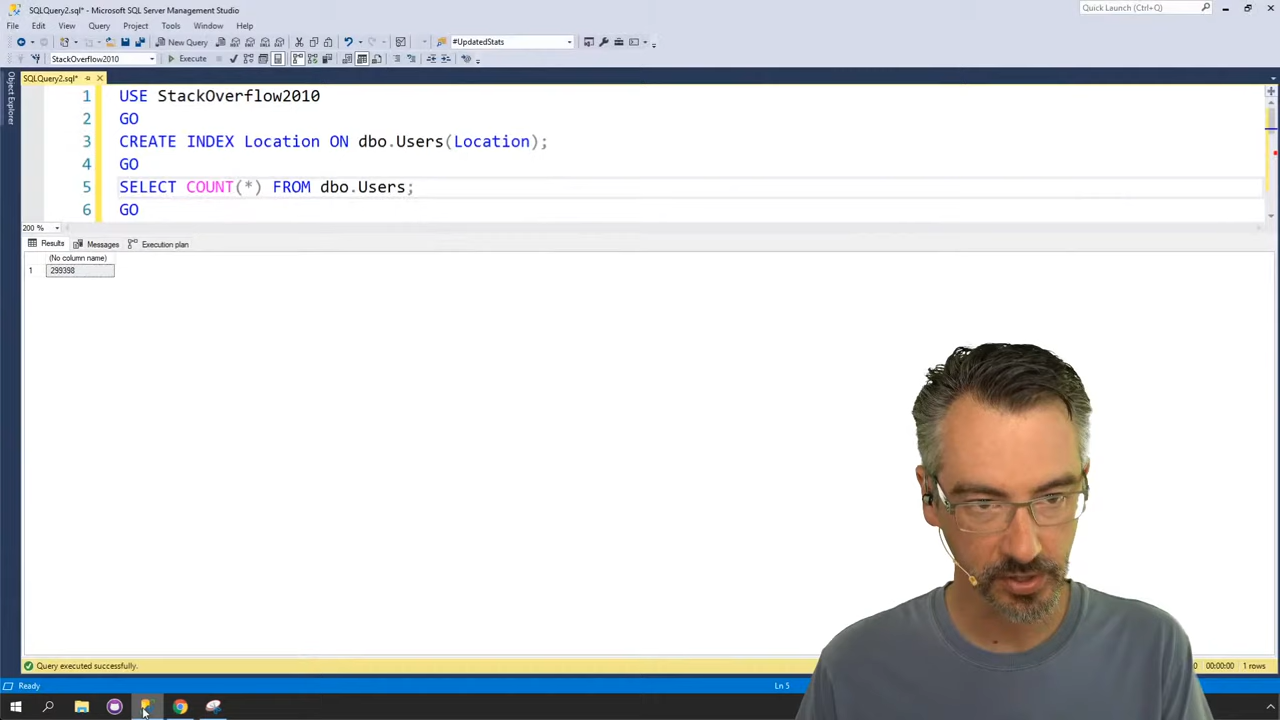 SQLQuery2.sql* - Microsoft SQL Server Management Studio
Quick Launch (Ctrl+Q)
File Edit View Query Project Tools Window Help
New Query
#UpdatedStats
StackOverflow2010
Execute
SQLQuery2.sql*
Object Explorer
1 USE StackOverflow2010
2 GO
3 CREATE INDEX Location ON dbo.Users(Location);
4 GO
5 SELECT COUNT(*) FROM dbo.Users;
6 GO
200 %
Results Messages Execution plan
(No column name)
1 299398
Query executed successfully.
00:00:00 1 rows
Ready
Ln 5